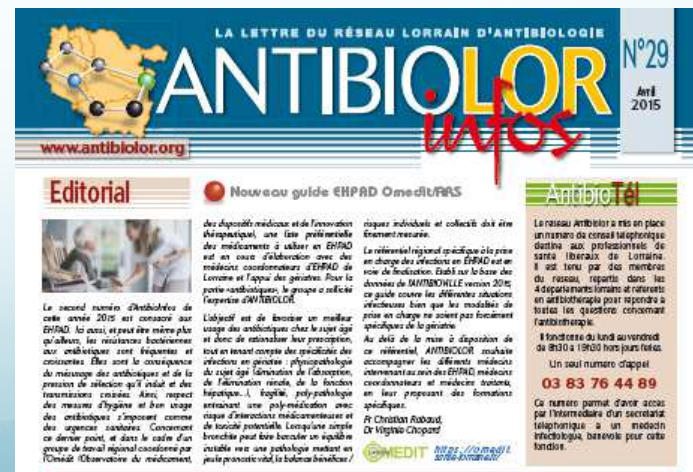 LA LETTRE DU RÉSEAU LORRAIN D'ANTIBIOLOGIE
ANTIBIOLOR
infos
N°29
Avril
2015
www.antibiolor.org
Editorial
Nouveau guide EHPAD Omedit/ARS
Le second numéro d'AntibioInfos de
cette année 2015 est consacré aux
EHPAD. Ici aussi, et peut être même plus
qu'ailleurs, les résistances bactériennes
aux antibiotiques sont fréquentes et
croissantes. Elles sont la conséquence
du mésusage des antibiotiques et de la
pression de sélection qu'il induit et des
transmissions croisées. Ainsi, respect
des mesures d'hygiène et bon usage
des antibiotiques s'imposent comme
des urgences sanitaires. Concernant
ce dernier point, et dans le cadre d'un
groupe de travail régional coordonné par
l'Omédit (Observatoire du médicament,
des dispositifs médicaux et de l'innovation
thérapeutique), une liste préférentielle
des médicaments à utiliser en EHPAD
est en cours d'élaboration avec des
médecins coordonnateurs d'EHPAD de
Lorraine et l'appui des gériatres. Pour la
partie «antibiotiques», le groupe a sollicité
l'expertise d'ANTIBIOLOR.
L'objectif est de favoriser un meilleur
usage des antibiotiques chez le sujet âgé
et donc de rationaliser leur prescription,
tout en tenant compte des spécificités des
infections en gériatrie : physiopathologie
du sujet âgé (diminution de l'absorption,
de l'élimination rénale, de la fonction
hépatique...), fragilité, poly-pathologie
entraînant une poly-médication avec
risque d'interactions médicamenteuses et
de toxicité potentielle. Lorsqu'une simple
bronchite peut faire basculer un équilibre
instable vers une pathologie mettant en
jeu le pronostic vital, la balance bénéfices /
risques individuels et collectifs doit être
finement mesurée.
Le référentiel régional spécifique à la prise
en charge des infections en EHPAD est en
voie de finalisation. Etabli sur la base des
données de l'ANTIBIOVILLE version 2015,
ce guide couvre les différentes situations
infectieuses bien que les modalités de
prise en charge ne soient pas forcément
spécifiques de la gériatrie.
Au delà de la mise à disposition de
ce référentiel, ANTIBIOLOR souhaite
accompagner les différents médecins
intervenant au sein des EHPAD, médecins
coordonnateurs et médecins traitants,
en leur proposant des formations
spécifiques.
Pr Christian Rabaud,
Dr Virginie Chopard
OMEDIT
AntibioTél
Le réseau Antibiolor a mis en place
un numéro de conseil téléphonique
destiné aux professionnels de
santé libéraux de Lorraine.
Il est tenu par des membres
du réseau, répartis dans les
4 départements lorrains et référents
en antibiothérapie pour répondre à
toutes les questions concernant
l'antibiothérapie.
Il fonctionne du lundi au vendredi
de 8h30 à 19h30 hors jours fériés.
Un seul numéro d'appel
03 83 76 44 89
Ce numéro permet d'avoir accès
par l'intermédiaire d'un secrétariat
téléphonique à un médecin
infectiologue, bénévole pour cette
fonction.